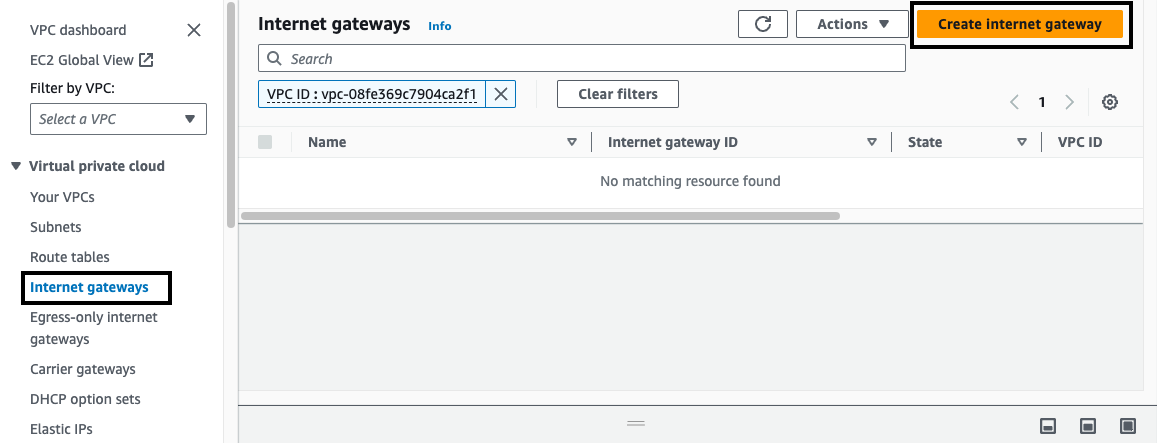 VPC dashboard
EC2 Global View
Filter by VPC:
Select a VPC
Virtual private cloud
Your VPCs
Subnets
Route tables
Internet gateways
Egress-only internet
gateways
Carrier gateways
DHCP option sets
Elastic IPs
Internet gateways Info Actions Create internet gateway
Search
VPC ID : vpc-08fe369c7904ca2f1 Clear filters
1
Name Internet gateway ID State VPC ID
No matching resource found